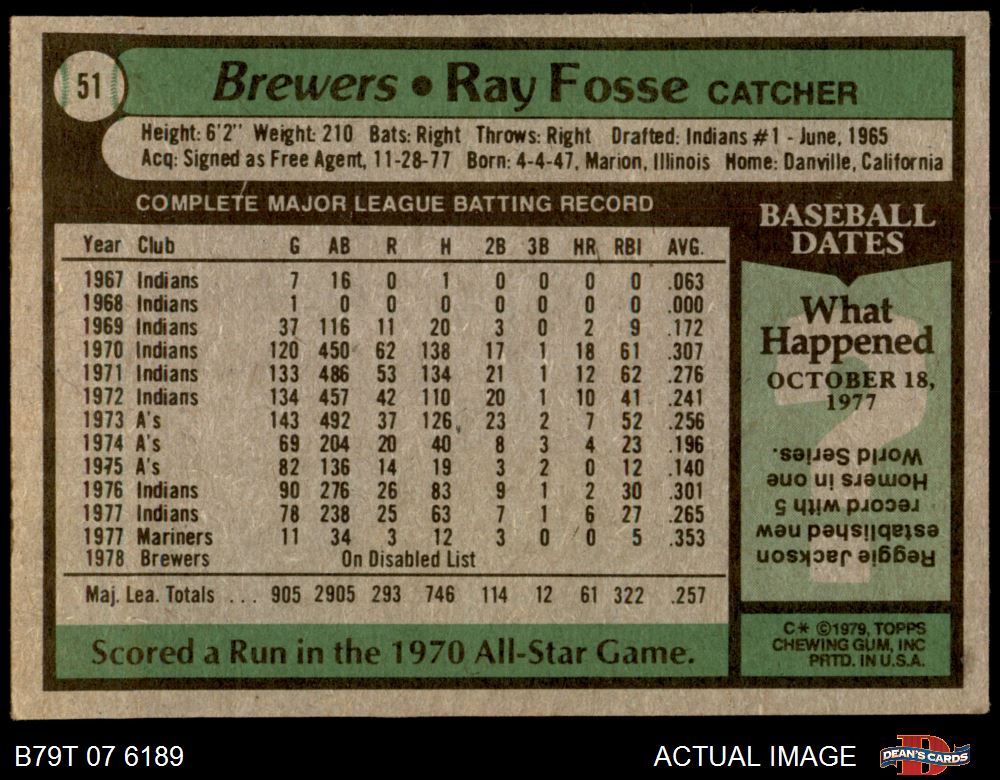 51
Brewers • Ray Fosse CATCHER
Height: 6'2" Weight: 210 Bats: Right Throws: Right Drafted: Indians #1 - June, 1965
Acq: Signed as Free Agent, 11-28-77 Born: 4-4-47, Marion, Illinois Home: Danville, California
COMPLETE MAJOR LEAGUE BATTING RECORD
Year Club G AB R H 2B 3B HR RBI AVG.
1967 Indians 7 16 0 1 0 0 0 0 .063
1968 Indians 1 0 0 0 0 0 0 0 .000
1969 Indians 37 116 11 20 3 0 2 9 .172
1970 Indians 120 450 62 138 17 1 18 61 .307
1971 Indians 133 486 53 134 21 1 12 62 .276
1972 Indians 134 457 42 110 20 1 10 41 .241
1973 A's 143 492 37 126 23 2 7 52 .256
1974 A's 69 204 20 40 8 3 4 23 .196
1975 A's 82 136 14 19 3 2 0 12 .140
1976 Indians 90 276 26 83 9 1 2 30 .301
1977 Indians 78 238 25 63 7 1 6 27 .265
1977 Mariners 11 34 3 12 3 0 0 5 .353
1978 Brewers On Disabled List
Maj. Lea. Totals ... 905 2905 293 746 114 12 61 322 .257
Scored a Run in the 1970 All-Star Game.
BASEBALL
DATES
What
Happened
OCTOBER 18,
1977
Reggie Jackson
established new
record with 5
Homers in one
World Series.
C* ©1979, TOPPS
CHEWING GUM, INC
PRTD. IN U.S.A.
B79T 07 6189
ACTUAL IMAGE
DEAN'S CARDS